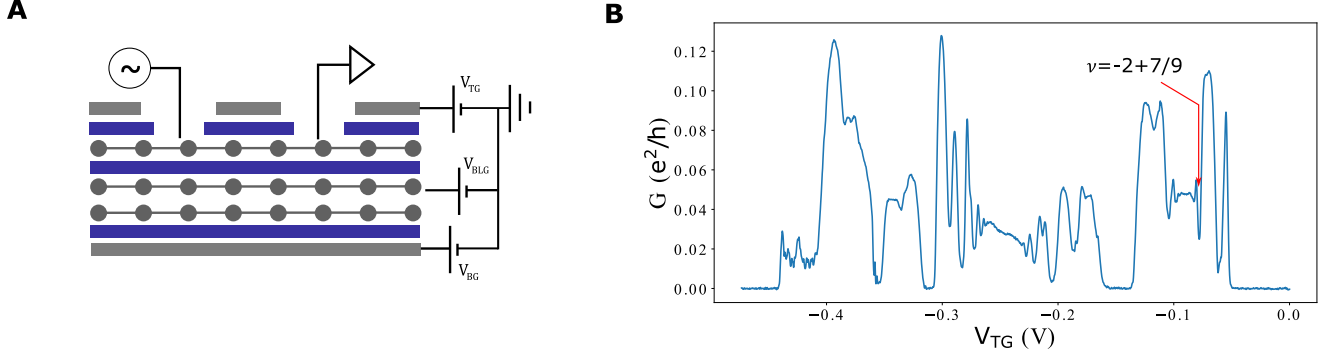 A
~
V_TG
V_BLG
V_BG
B
G (e²/h)
0.12
0.10
0.08
0.06
0.04
0.02
0.00
ν=-2+7/9
−0.4
−0.3
−0.2
−0.1
0.0
V_TG (V)